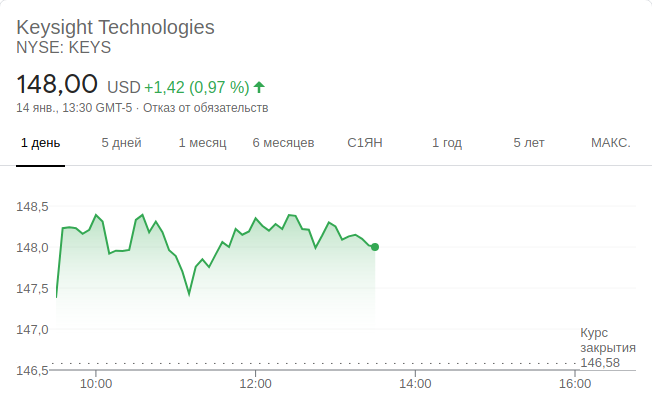 Keysight Technologies
NYSE: KEYS
148,00 USD +1,42 (0,97 %)
14 янв., 13:30 GMT-5 · Отказ от обязательств
1 день 5 дней 1 месяц 6 месяцев С1ЯН 1 год 5 лет МАКС.
148,5
148,0
147,5
147,0
146,5
Курс
закрытия
146,58
10:00 12:00 14:00 16:00